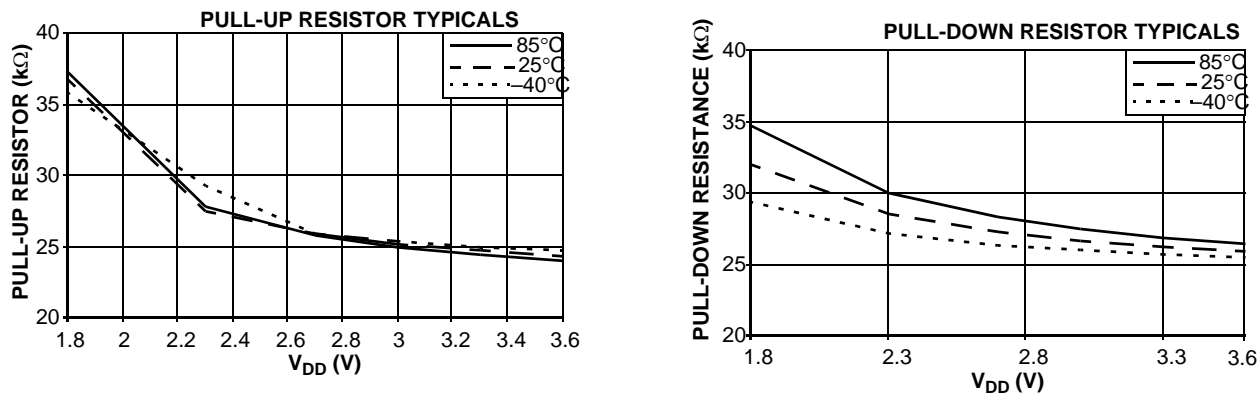 PULL-UP RESISTOR TYPICALS
PULL-UP RESISTOR (kΩ)
40
35
30
25
20
85°C
25°C
–40°C
1.8 2 2.2 2.4 2.6 2.8 3 3.2 3.4 3.6
VDD (V)
PULL-DOWN RESISTOR TYPICALS
PULL-DOWN RESISTANCE (kΩ)
40
35
30
25
20
85°C
25°C
–40°C
1.8 2.3 2.8 3.3 3.6
VDD (V)